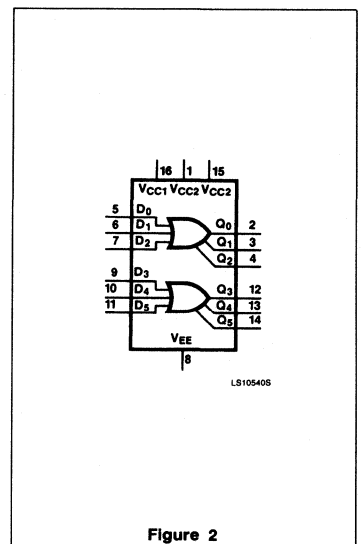 16 1 15
VCC1 VCC2 VCC2
5 D0 Q0 2
6 D1 Q1 3
7 D2 Q2 4
9 D3 Q3 12
10 D4 Q4 13
11 D5 Q5 14
VEE
8
LS10540S
Figure 2